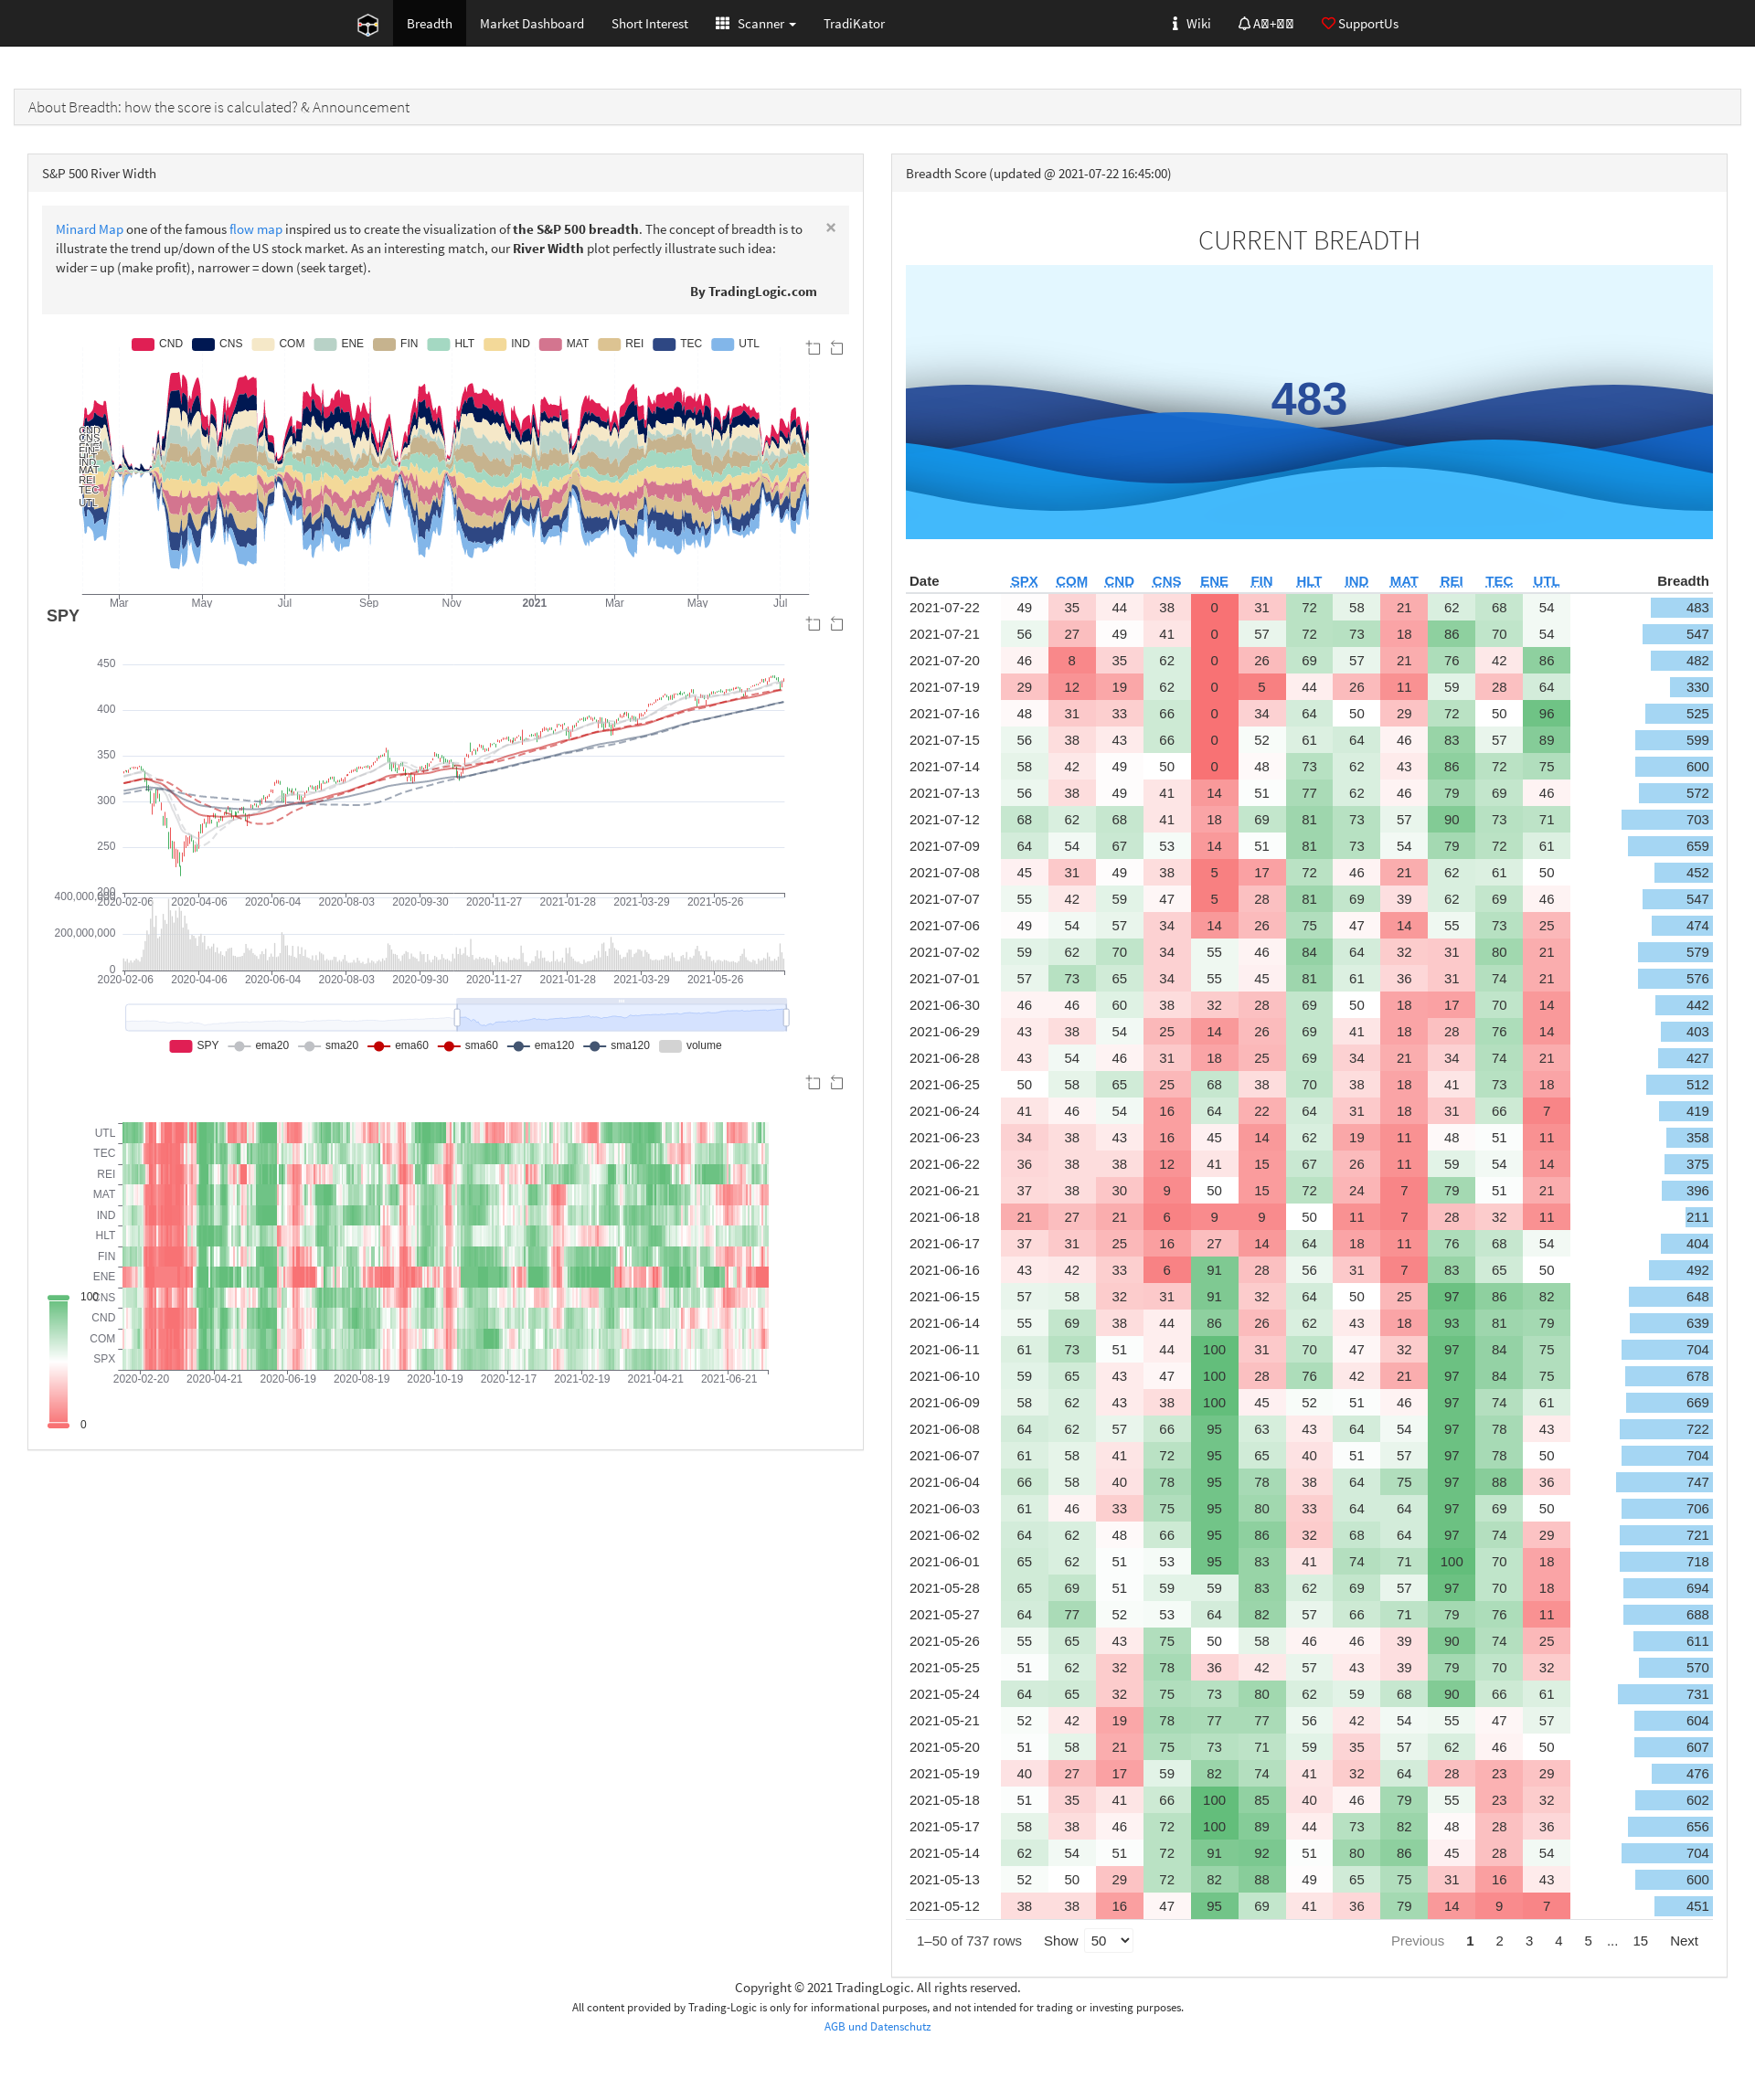 Breadth Market Dashboard Short Interest Scanner TradiKator Wiki SupportUs
About Breadth: how the score is calculated? & Announcement
S&P 500 River Width
Minard Map one of the famous flow map inspired us to create the visualization of the S&P 500 breadth. The concept of breadth is to
illustrate the trend up/down of the US stock market. As an interesting match, our River Width plot perfectly illustrate such idea:
wider = up (make profit), narrower = down (seek target).
×
By TradingLogic.com
CND CNS COM ENE FIN HLT IND MAT REI TEC UTL
CND
CNS
FIN
HLT
IND
MAT
REI
TEC
UTL
Mar May Jul Sep Nov 2021 Mar May Jul
SPY
450
400
350
300
250
200
2020-02-06 2020-04-06 2020-06-04 2020-08-03 2020-09-30 2020-11-27 2021-01-28 2021-03-29 2021-05-26
400,000,000
200,000,000
0
2020-02-06 2020-04-06 2020-06-04 2020-08-03 2020-09-30 2020-11-27 2021-01-28 2021-03-29 2021-05-26
SPY ema20 sma20 ema60 sma60 ema120 sma120 volume
UTL
TEC
REI
MAT
IND
HLT
FIN
ENE
CNS
CND
COM
SPX
2020-02-20 2020-04-21 2020-06-19 2020-08-19 2020-10-19 2020-12-17 2021-02-19 2021-04-21 2021-06-21
100
0
Breadth Score (updated @ 2021-07-22 16:45:00)
CURRENT BREADTH
483
Date SPX COM CND CNS ENE FIN HLT IND MAT REI TEC UTL Breadth
2021-07-22 49 35 44 38 0 31 72 58 21 62 68 54 483
2021-07-21 56 27 49 41 0 57 72 73 18 86 70 54 547
2021-07-20 46 8 35 62 0 26 69 57 21 76 42 86 482
2021-07-19 29 12 19 62 0 5 44 26 11 59 28 64 330
2021-07-16 48 31 33 66 0 34 64 50 29 72 50 96 525
2021-07-15 56 38 43 66 0 52 61 64 46 83 57 89 599
2021-07-14 58 42 49 50 0 48 73 62 43 86 72 75 600
2021-07-13 56 38 49 41 14 51 77 62 46 79 69 46 572
2021-07-12 68 62 68 41 18 69 81 73 57 90 73 71 703
2021-07-09 64 54 67 53 14 51 81 73 54 79 72 61 659
2021-07-08 45 31 49 38 5 17 72 46 21 62 61 50 452
2021-07-07 55 42 59 47 5 28 81 69 39 62 69 46 547
2021-07-06 49 54 57 34 14 26 75 47 14 55 73 25 474
2021-07-02 59 62 70 34 55 46 84 64 32 31 80 21 579
2021-07-01 57 73 65 34 55 45 81 61 36 31 74 21 576
2021-06-30 46 46 60 38 32 28 69 50 18 17 70 14 442
2021-06-29 43 38 54 25 14 26 69 41 18 28 76 14 403
2021-06-28 43 54 46 31 18 25 69 34 21 34 74 21 427
2021-06-25 50 58 65 25 68 38 70 38 18 41 73 18 512
2021-06-24 41 46 54 16 64 22 64 31 18 31 66 7 419
2021-06-23 34 38 43 16 45 14 62 19 11 48 51 11 358
2021-06-22 36 38 38 12 41 15 67 26 11 59 54 14 375
2021-06-21 37 38 30 9 50 15 72 24 7 79 51 21 396
2021-06-18 21 27 21 6 9 9 50 11 7 28 32 11 211
2021-06-17 37 31 25 16 27 14 64 18 11 76 68 54 404
2021-06-16 43 42 33 6 91 28 56 31 7 83 65 50 492
2021-06-15 57 58 32 31 91 32 64 50 25 97 86 82 648
2021-06-14 55 69 38 44 86 26 62 43 18 93 81 79 639
2021-06-11 61 73 51 44 100 31 70 47 32 97 84 75 704
2021-06-10 59 65 43 47 100 28 76 42 21 97 84 75 678
2021-06-09 58 62 43 38 100 45 52 51 46 97 74 61 669
2021-06-08 64 62 57 66 95 63 43 64 54 97 78 43 722
2021-06-07 61 58 41 72 95 65 40 51 57 97 78 50 704
2021-06-04 66 58 40 78 95 78 38 64 75 97 88 36 747
2021-06-03 61 46 33 75 95 80 33 64 64 97 69 50 706
2021-06-02 64 62 48 66 95 86 32 68 64 97 74 29 721
2021-06-01 65 62 51 53 95 83 41 74 71 100 70 18 718
2021-05-28 65 69 51 59 59 83 62 69 57 97 70 18 694
2021-05-27 64 77 52 53 64 82 57 66 71 79 76 11 688
2021-05-26 55 65 43 75 50 58 46 46 39 90 74 25 611
2021-05-25 51 62 32 78 36 42 57 43 39 79 70 32 570
2021-05-24 64 65 32 75 73 80 62 59 68 90 66 61 731
2021-05-21 52 42 19 78 77 77 56 42 54 55 47 57 604
2021-05-20 51 58 21 75 73 71 59 35 57 62 46 50 607
2021-05-19 40 27 17 59 82 74 41 32 64 28 23 29 476
2021-05-18 51 35 41 66 100 85 40 46 79 55 23 32 602
2021-05-17 58 38 46 72 100 89 44 73 82 48 28 36 656
2021-05-14 62 54 51 72 91 92 51 80 86 45 28 54 704
2021-05-13 52 50 29 72 82 88 49 65 75 31 16 43 600
2021-05-12 38 38 16 47 95 69 41 36 79 14 9 7 451
1–50 of 737 rows Show 50 Previous 1 2 3 4 5 ... 15 Next
Copyright © 2021 TradingLogic. All rights reserved.
All content provided by Trading-Logic is only for informational purposes, and not intended for trading or investing purposes.
AGB und Datenschutz